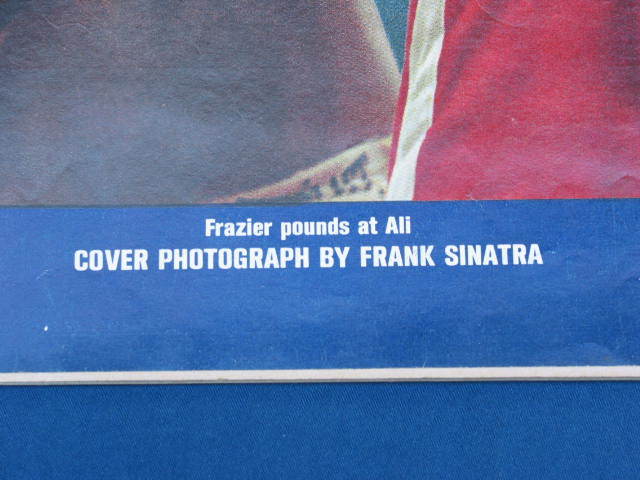 Frazier pounds at Ali
COVER PHOTOGRAPH BY FRANK SINATRA